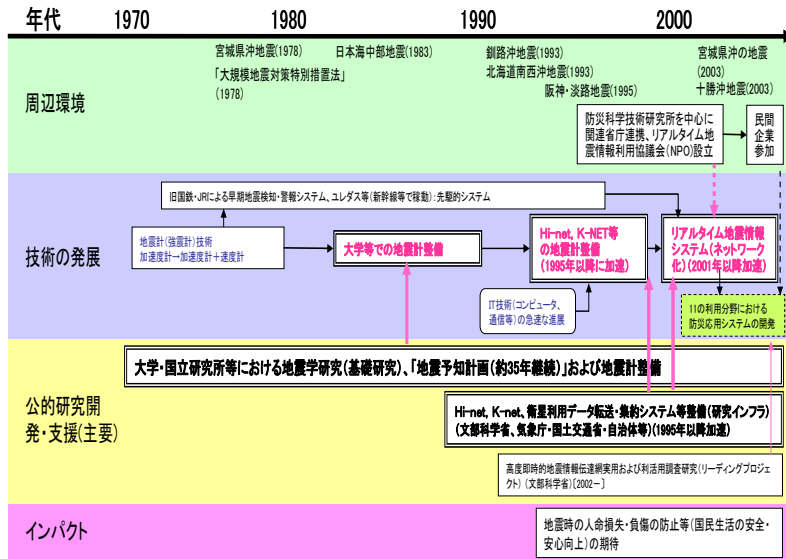 年代
1970
1980
1990
2000
宮城県沖地震(1978)
日本海中部地震(1983)
釧路沖地震(1993)
宮城県沖の地震
「大規模地震対策特別措置法」
北海道南西沖地震(1993)
(2003)
(1978)
阪神・淡路地震(1995)
十勝沖地震(2003)
周辺環境
防災科学技術研究所を中心に
関連省庁連携、リアルタイム地
震情報利用協議会(NPO)設立
民間
企業
参加
旧国鉄・JRによる早期地震検知・警報システム、ユレダス等(新幹線等で稼動):先駆的システム
技術の発展
地震計(強震計)技術
加速度計→加速度計+速度計
大学等での地震計整備
Hi-net, K-NET等
の地震計整備
(1995年以降に加速)
リアルタイム地震情報
システム(ネットワーク
化)(2001年以降加速)
IT技術(コンピュータ、
通信等)の急速な進展
11の利用分野における
防災応用システムの開発
公的研究開
発・支援(主要)
大学・国立研究所等における地震学研究(基礎研究)、「地震予知計画(約35年継続)」および地震計整備
Hi-net, K-net、衛星利用データ転送・集約システム等整備(研究インフラ)
(文部科学省、気象庁・国土交通省・自治体等)(1995年以降加速)
高度即時的地震情報伝達網実用および利活用調査研究(リーディングプロジェ
クト) (文部科学省)[2002-]
インパクト
地震時の人命損失・負傷の防止等(国民生活の安全・
安心向上)の期待